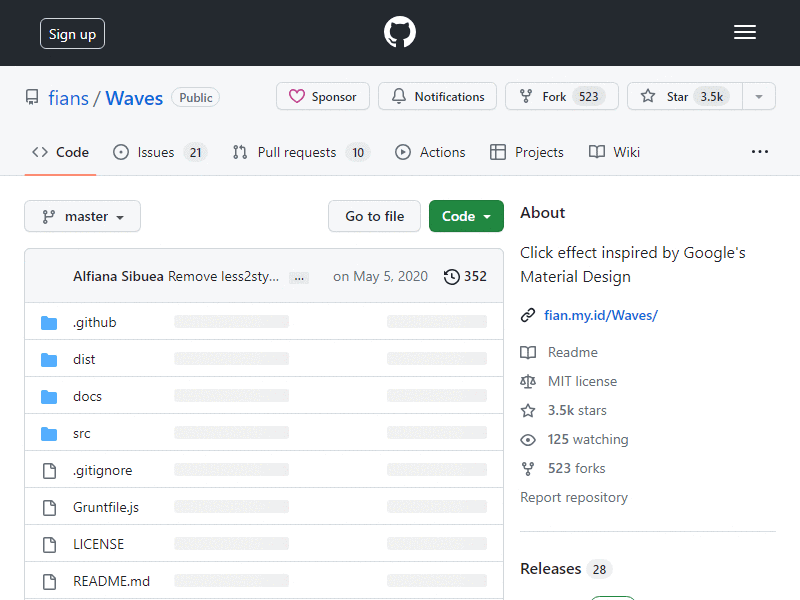 Sign up
fians / Waves Public
Sponsor Notifications Fork 523 Star 3.5k
Code Issues 21 Pull requests 10 Actions Projects Wiki ...
master Go to file Code
Alfiana Sibuea Remove less2sty... ... on May 5, 2020 352
.github
dist
docs
src
.gitignore
Gruntfile.js
LICENSE
README.md
About
Click effect inspired by Google's
Material Design
fian.my.id/Waves/
Readme
MIT license
3.5k stars
125 watching
523 forks
Report repository
Releases 28